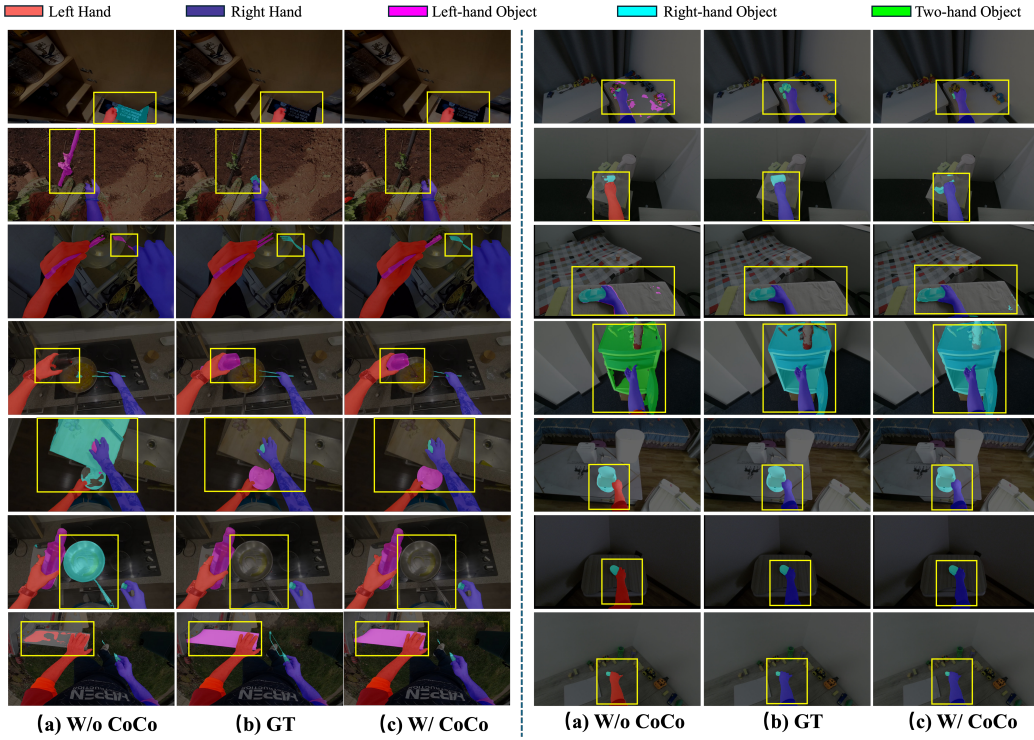 Left Hand Right Hand Left-hand Object Right-hand Object Two-hand Object
(a) W/o CoCo (b) GT (c) W/ CoCo (a) W/o CoCo (b) GT (c) W/ CoCo